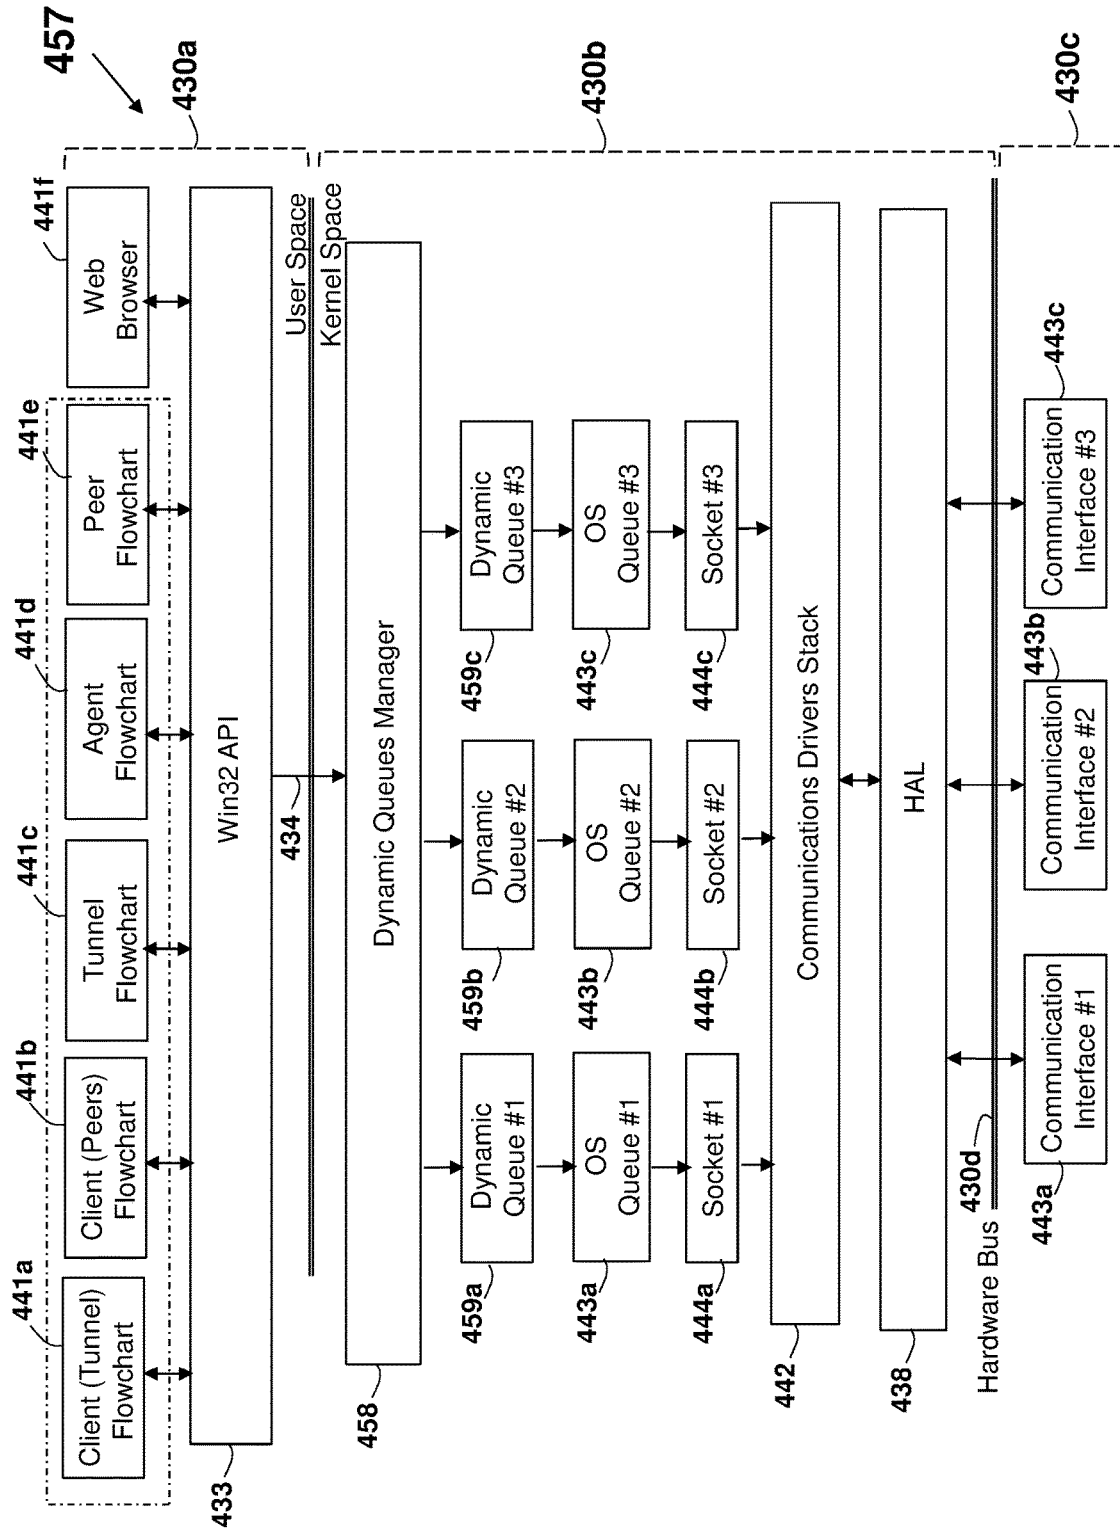 457
430a
430b
430c
441a
441b
441c
441d
441e
441f
Client (Tunnel)
Flowchart
Client (Peers)
Flowchart
Tunnel
Flowchart
Agent
Flowchart
Peer
Flowchart
Web
Browser
433
Win32 API
434
User Space
Kernel Space
458
Dynamic Queues Manager
459a
Dynamic
Queue #1
459b
Dynamic
Queue #2
459c
Dynamic
Queue #3
443a
OS
Queue #1
443b
OS
Queue #2
443c
OS
Queue #3
444a
Socket #1
444b
Socket #2
444c
Socket #3
442
Communications Drivers Stack
438
HAL
Hardware Bus
430d
443a
Communication
Interface #1
443b
Communication
Interface #2
443c
Communication
Interface #3